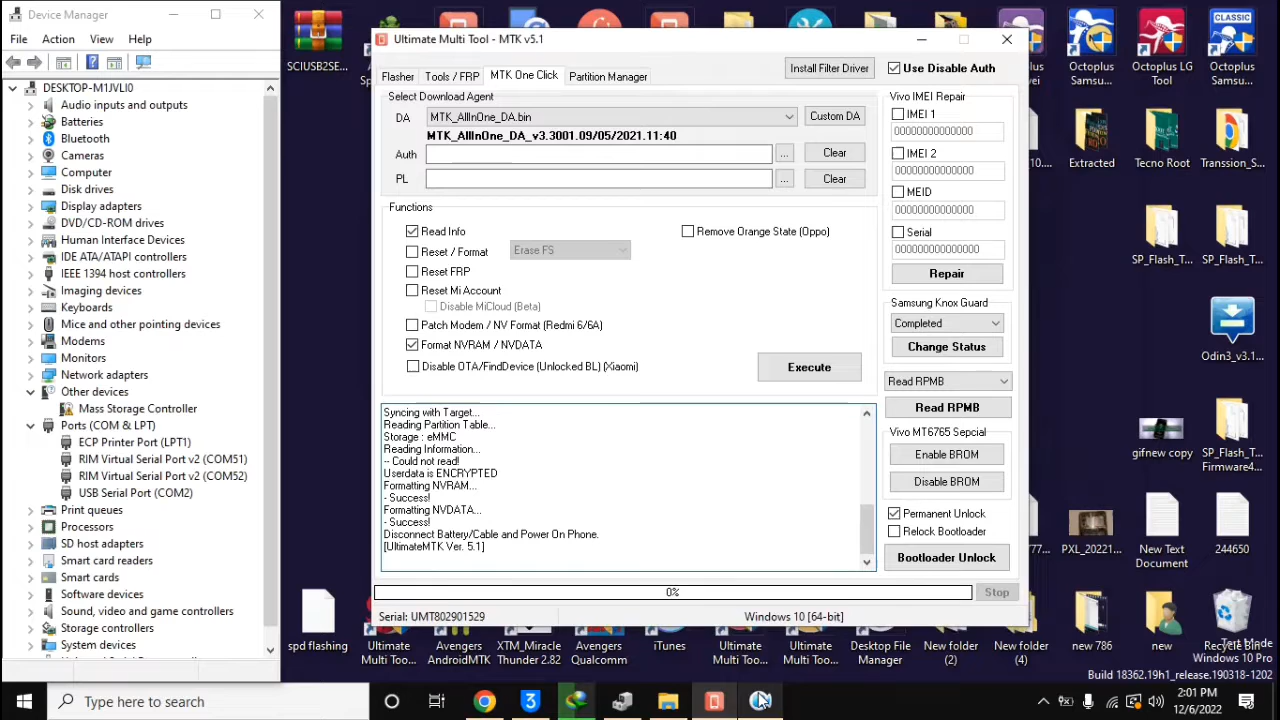 Device Manager
File Action View Help
DESKTOP-M1JVLI0
Audio inputs and outputs
Batteries
Bluetooth
Cameras
Computer
Disk drives
Display adapters
DVD/CD-ROM drives
Human Interface Devices
IDE ATA/ATAPI controllers
IEEE 1394 host controllers
Imaging devices
Keyboards
Mice and other pointing devices
Modems
Monitors
Network adapters
Other devices
Mass Storage Controller
Ports (COM & LPT)
ECP Printer Port (LPT1)
RIM Virtual Serial Port v2 (COM51)
RIM Virtual Serial Port v2 (COM52)
USB Serial Port (COM2)
Print queues
Processors
SD host adapters
Smart card readers
Smart cards
Software devices
Sound, video and game controllers
Storage controllers
System devices
SCIUSB2SE...
Ultimate Multi Tool - MTK v5.1
Flasher Tools / FRP MTK One Click Partition Manager
Install Filter Driver
Use Disable Auth
Select Download Agent
DA MTK_AllInOne_DA.bin Custom DA
MTK_AllInOne_DA_v3.3001.09/05/2021.11:40
Auth ... Clear
PL ... Clear
Functions
Read Info
Remove Orange State (Oppo)
Reset / Format Erase FS
Reset FRP
Reset Mi Account
Disable MiCloud (Beta)
Patch Modem / NV Format (Redmi 6/6A)
Format NVRAM / NVDATA
Disable OTA/FindDevice (Unlocked BL) (Xiaomi)
Execute
Syncing with Target...
Reading Partition Table...
Storage : eMMC
Reading Information...
-- Could not read!
Userdata is ENCRYPTED
Formatting NVRAM...
- Success!
Formatting NVDATA...
- Success!
Disconnect Battery/Cable and Power On Phone.
[UltimateMTK Ver. 5.1]
0%
Stop
Serial: UMT802901529
Windows 10 [64-bit]
Vivo IMEI Repair
IMEI 1
00000000000000
IMEI 2
00000000000000
MEID
00000000000000
Serial
000000000000000
Repair
Samsung Knox Guard
Completed
Change Status
Read RPMB
Read RPMB
Vivo MT6765 Sepcial
Enable BROM
Disable BROM
Permanent Unlock
Relock Bootloader
Bootloader Unlock
Octoplus Samsus...
Octoplus LG Tool
CLASSIC
Octoplus Samsu...
Extracted
Tecno Root
Transsion_S...
SP_Flash_T...
SP_Flash_T...
Odin3_v3.1...
gifnew copy
SP_Flash_T... Firmware4...
PXL_20221...
New Text Document
244650
spd flashing
Ultimate Multi Too...
Avengers AndroidMTK
XTM_Miracle Thunder 2.82
Avengers Qualcomm
iTunes
Ultimate Multi Too...
Ultimate Multi Too...
Desktop File Manager
New folder (2)
New folder (4)
new 786
new
Recycle Bin
Test Mode
Windows 10 Pro
Build 18362.19h1_release.190318-1202
Type here to search
2:01 PM
12/6/2022